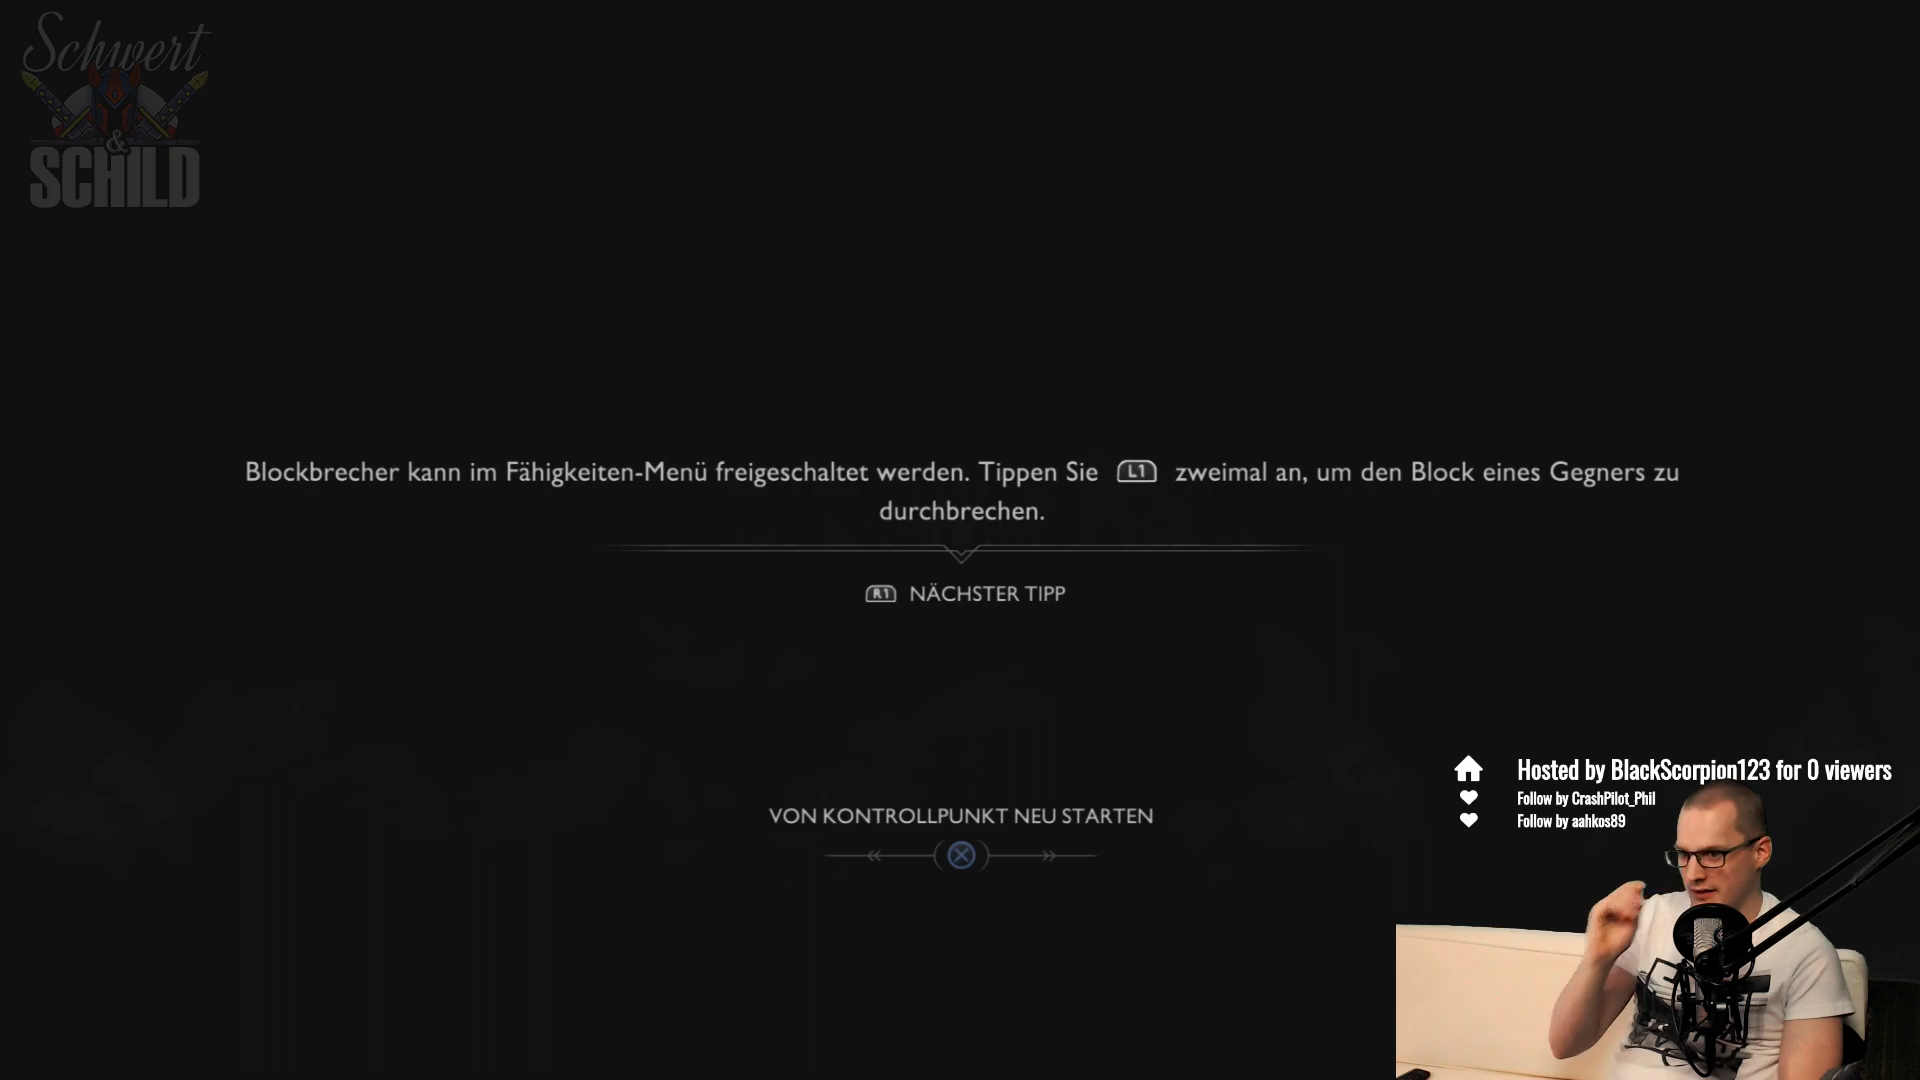 Schwert
&
SCHILD
Blockbrecher kann im Fähigkeiten-Menü freigeschaltet werden. Tippen Sie L1 zweimal an, um den Block eines Gegners zu
durchbrechen.
R1 NÄCHSTER TIPP
VON KONTROLLPUNKT NEU STARTEN
Hosted by BlackScorpion123 for 0 viewers
Follow by CrashPilot_Phil
Follow by aahkos89